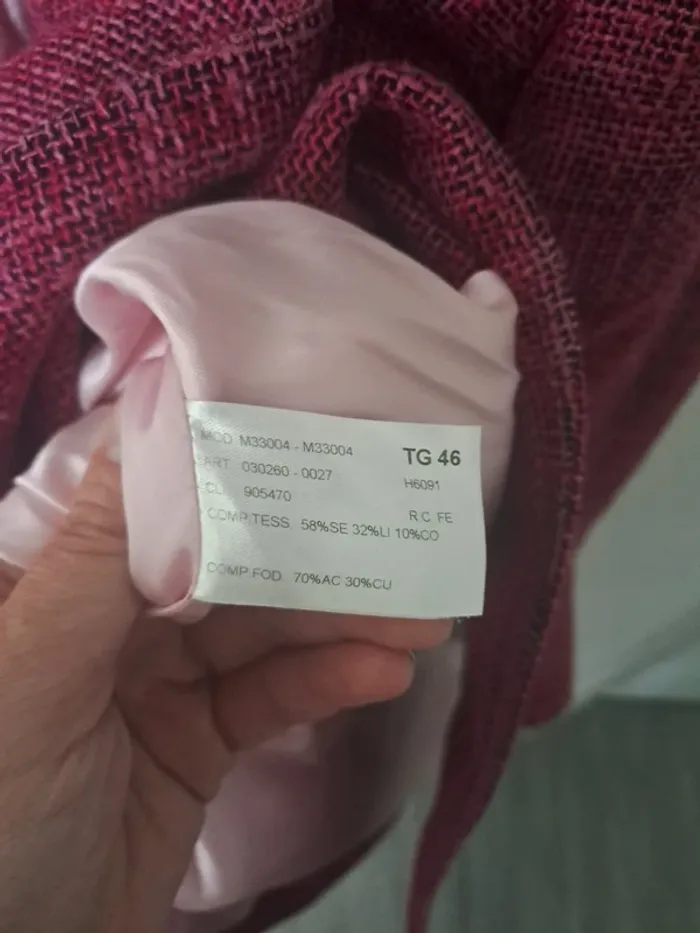 MOD M33004 - M33004 TG 46
ART 030260 - 0027 H6091
CL 905470 R C FE
COMP.TESS. 58%SE 32%LI 10%CO
COMP.FOD. 70%AC 30%CU